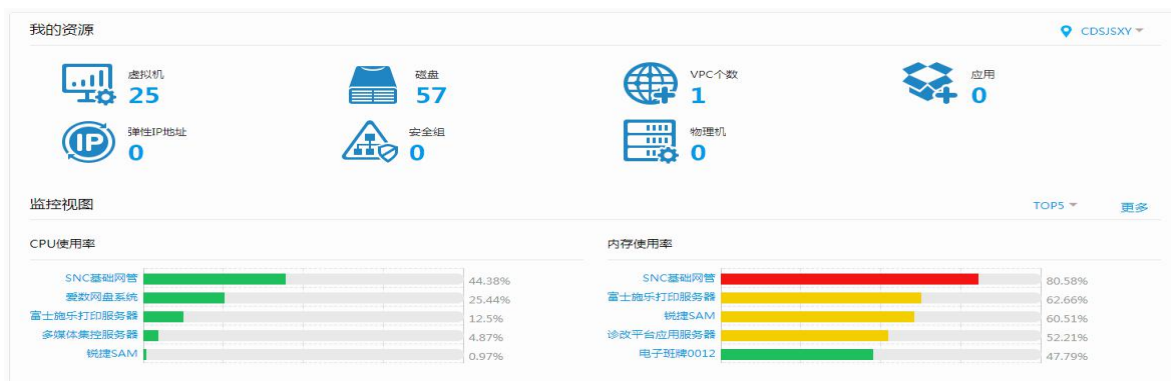 我的资源
CDSJSXY
虚拟机
25
磁盘
57
VPC个数
1
应用
0
IP
弹性IP地址
0
安全组
0
物理机
0
监控视图
TOP5
更多
CPU使用率
SNC基础网管 44.38%
爱数网盘系统 25.44%
富士施乐打印服务器 12.5%
多媒体集控服务器 4.87%
锐捷SAM 0.97%
内存使用率
SNC基础网管 80.58%
富士施乐打印服务器 62.66%
锐捷SAM 60.51%
诊改平台应用服务器 52.21%
电子班牌0012 47.79%